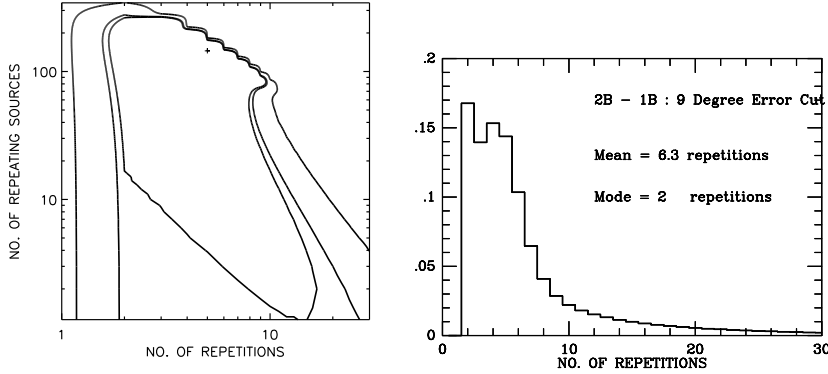 NO. OF REPEATING SOURCES
100
10
1
10
NO. OF REPETITIONS
.2
.15
.1
.05
0
2B - 1B : 9 Degree Error Cut
Mean = 6.3 repetitions
Mode = 2 repetitions
0
10
20
30
NO. OF REPETITIONS